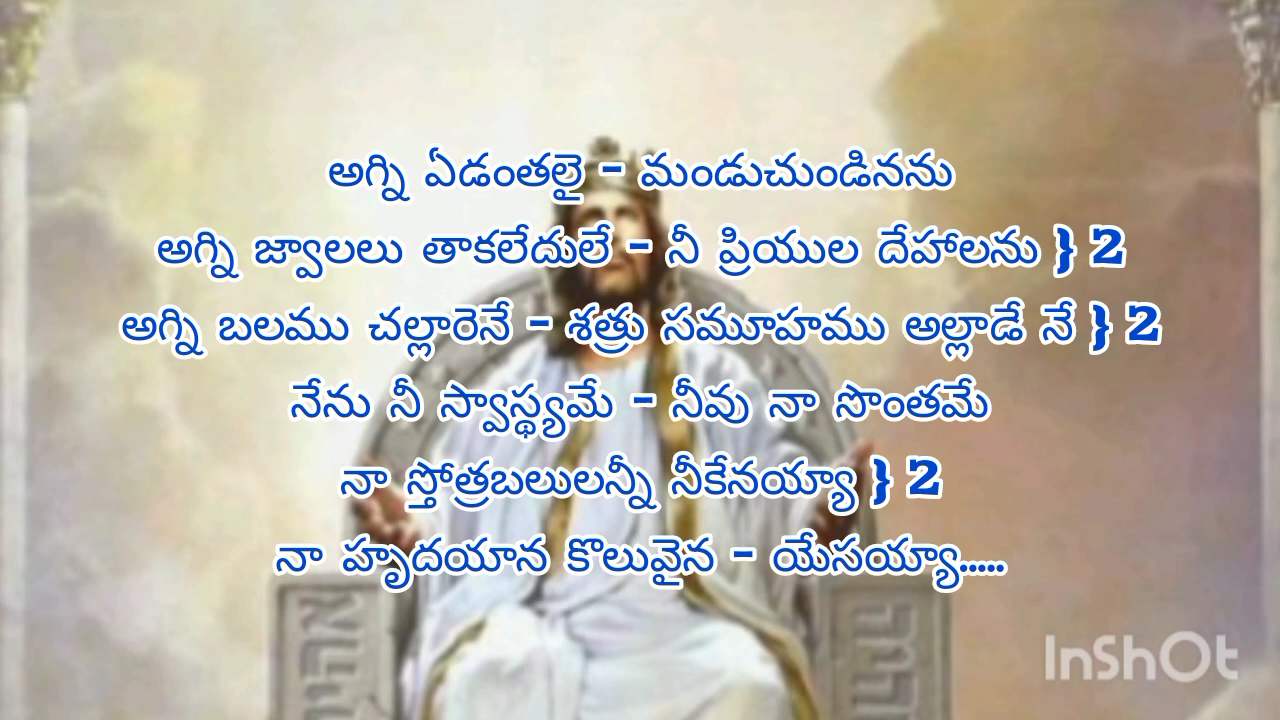 అగ్ని ఏడంతలై - మండుచుండినను
అగ్ని జ్వాలలు తాకలేదులే - నీ ప్రియుల దేహాలను } 2
అగ్ని బలము చల్లారెనే - శత్రు సమూహము అల్లాడే నే } 2
నేను నీ స్వాస్థ్యమే - నీవు నా సొంతమే
నా స్తోత్రబలులన్నీ నీకేనయ్యా } 2
నా హృదయాన కొలువైన - యేసయ్యా.....
InShOt